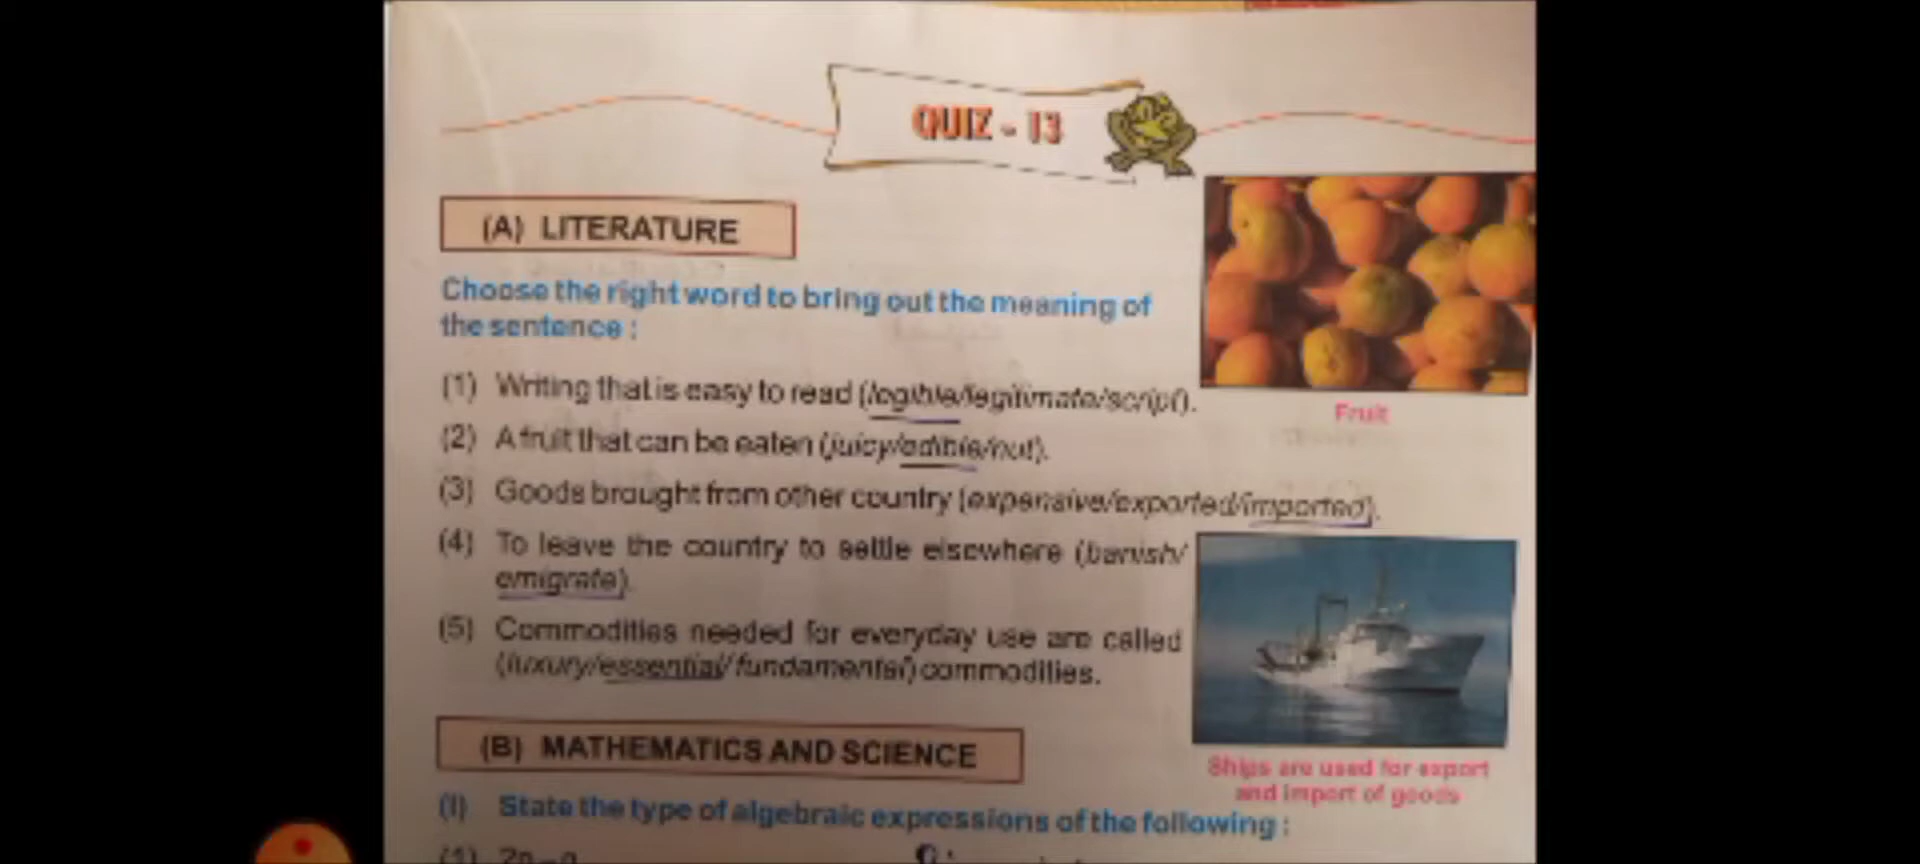 QUIZ - 13
(A) LITERATURE
Choose the right word to bring out the meaning of
the sentence :
(1) Writing that is easy to read (legible/legitimate/script).
Fruit
(2) A fruit that can be eaten (juicy/edible/nut).
(3) Goods brought from other country (expensive/exported/imported).
(4) To leave the country to settle elsewhere (banish/
emigrate).
(5) Commodities needed for everyday use are called
(luxury/essential/fundamental) commodities.
Ships are used for export
and import of goods
(B) MATHEMATICS AND SCIENCE
(I) State the type of algebraic expressions of the following :